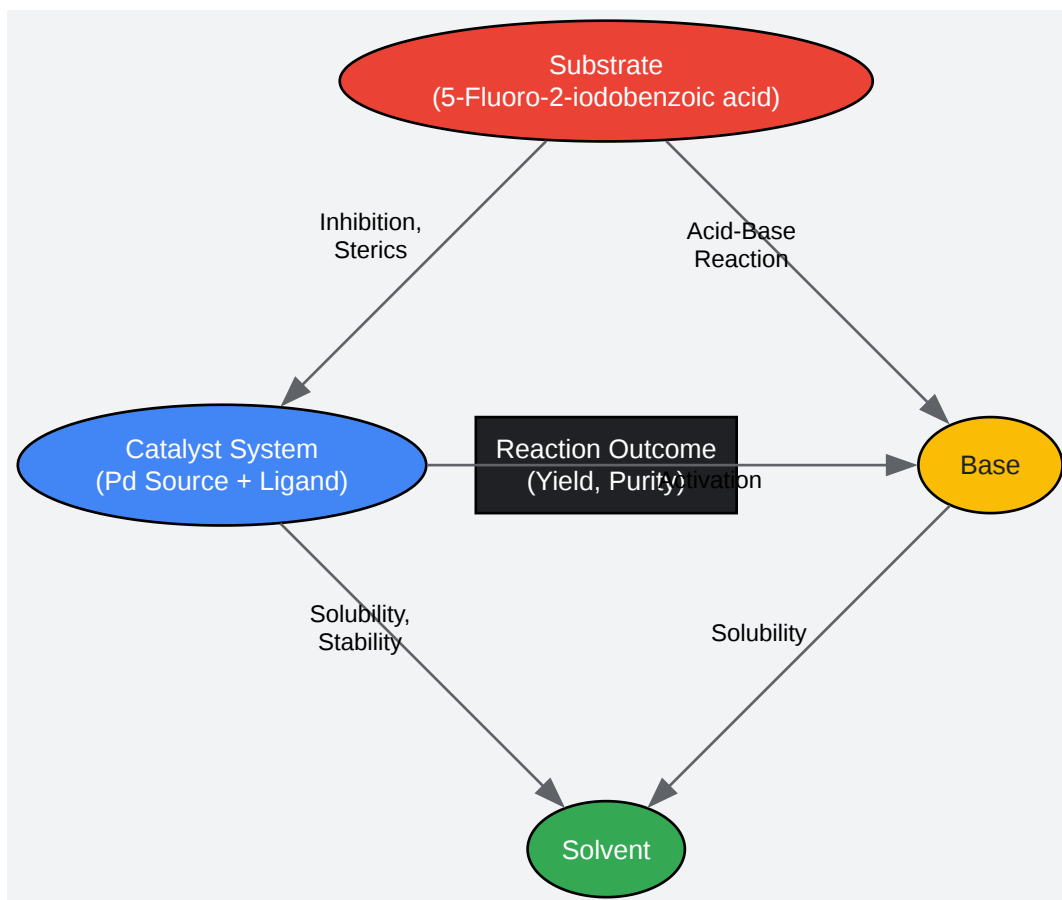 Substrate
(5-Fluoro-2-iodobenzoic acid)
Inhibition,
Sterics
Acid-Base
Reaction
Catalyst System
(Pd Source + Ligand)
Reaction Outcome
(Yield, Purity)
Activation
Base
Solubility,
Stability
Solubility
Solvent